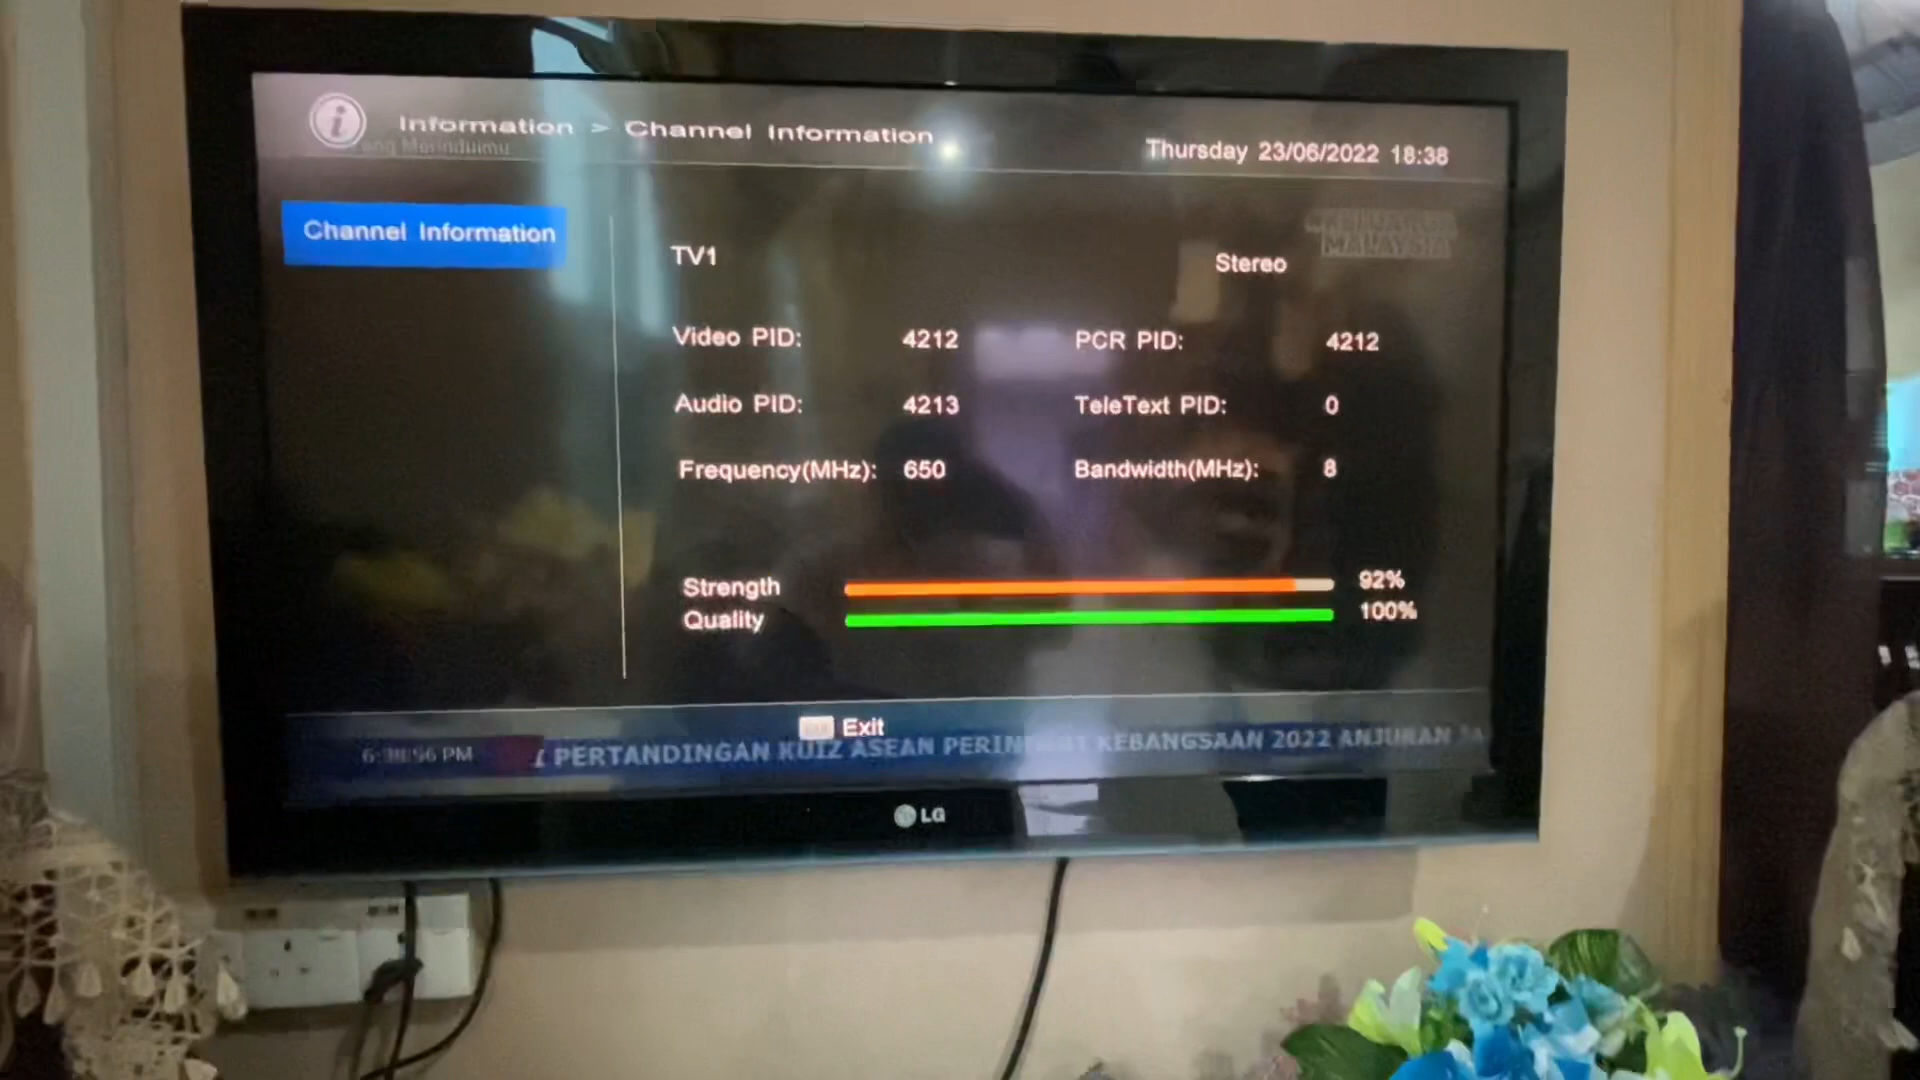 Information > Channel Information
Merinduimu
Thursday 23/06/2022 18:38
Channel Information
TV1
Stereo
MALAYSIA
Video PID: 4212 PCR PID: 4212
Audio PID: 4213 TeleText PID: 0
Frequency(MHz): 650 Bandwidth(MHz): 8
Strength 92%
Quality 100%
Exit
PERTANDINGAN KUIZ ASEAN KEBANGSAAN 2022 ANJURAN
LG